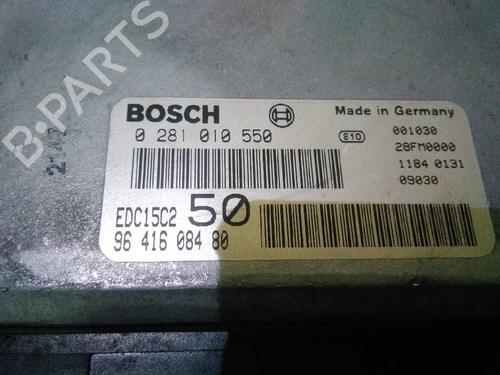 B-PARTS
BOSCH
Made in Germany
0 281 010 550
S10
001030
28FM0000
1184 0131
09030
EDC15C2
50
96 416 084 80